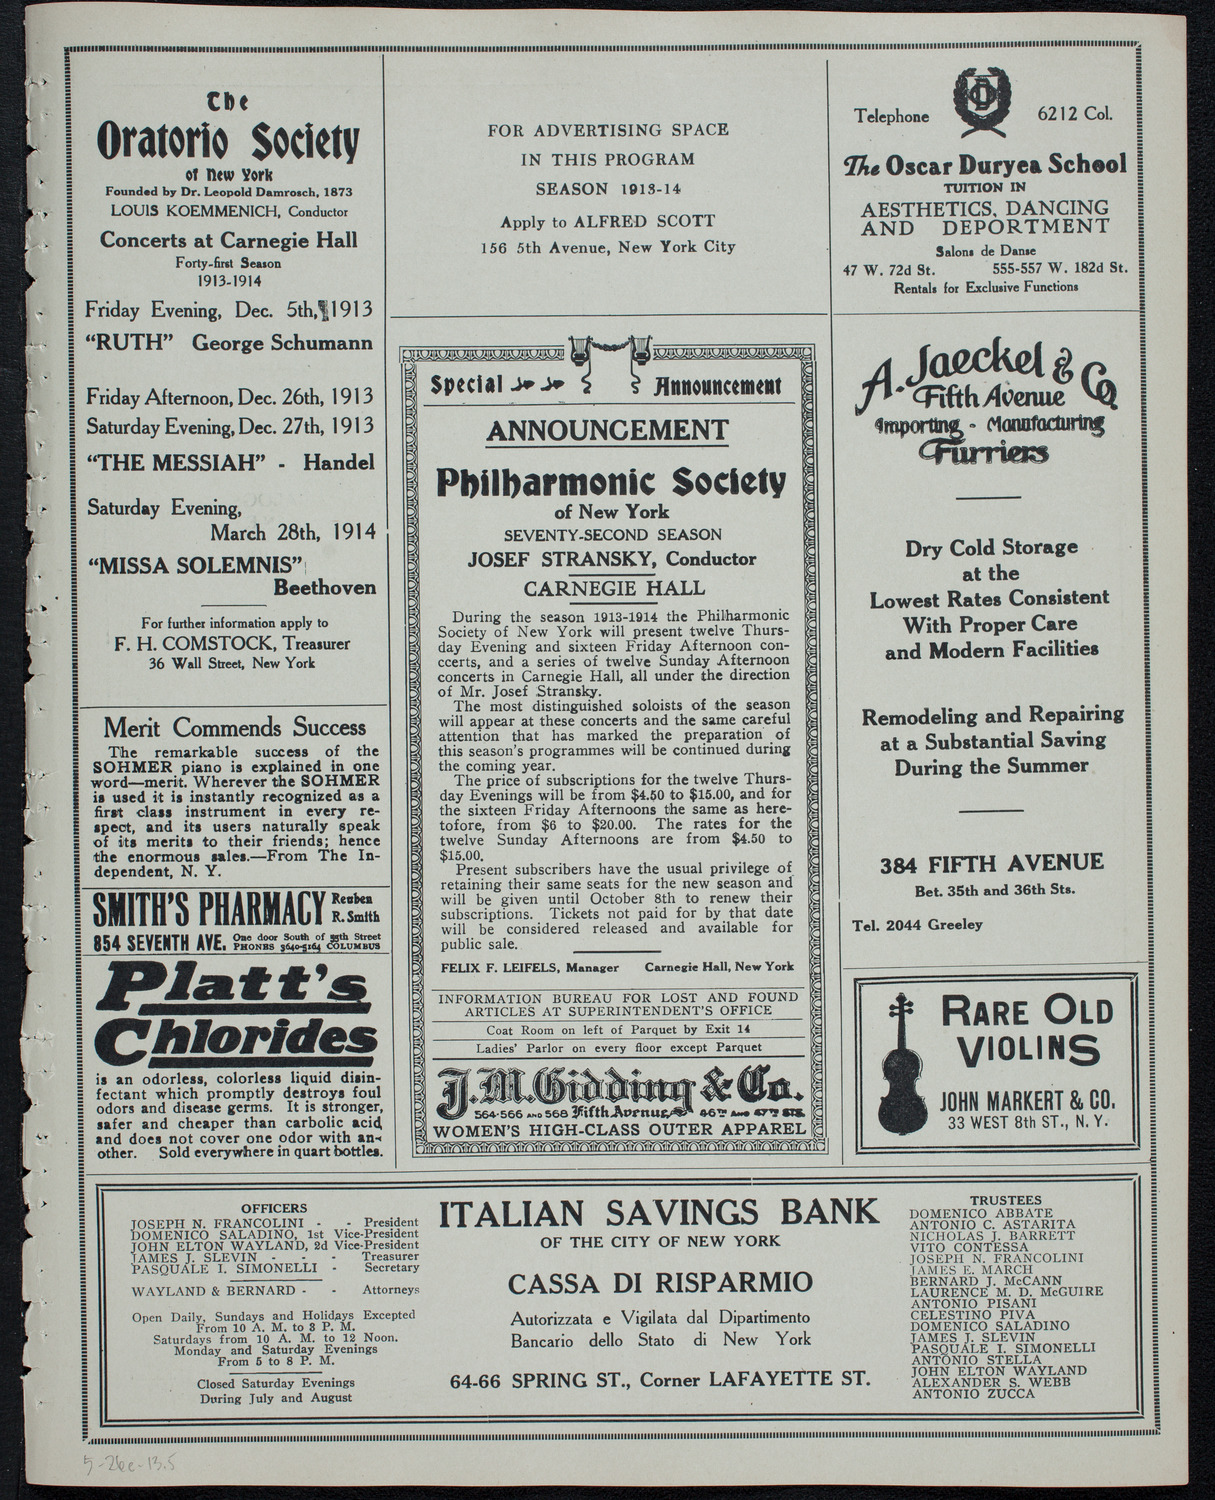 The
Oratorio Society
of New York
Founded by Dr. Leopold Damrosch, 1873
LOUIS KOEMMENICH, Conductor
Concerts at Carnegie Hall
Forty-first Season
1913-1914
Friday Evening, Dec. 5th, 1913
“RUTH” George Schumann
Friday Afternoon, Dec. 26th, 1913
Saturday Evening, Dec. 27th, 1913
“THE MESSIAH” - Handel
Saturday Evening,
March 28th, 1914
“MISSA SOLEMNIS”
Beethoven
For further information apply to
F. H. COMSTOCK, Treasurer
36 Wall Street, New York
Merit Commends Success
The remarkable success of the
SOHMER piano is explained in one
word—merit. Wherever the SOHMER
is used it is instantly recognized as a
first class instrument in every re-
spect, and its users naturally speak
of its merits to their friends; hence
the enormous sales.—From The In-
dependent, N. Y.
SMITH'S PHARMACY Reuben
R. Smith
854 SEVENTH AVE. One door South of 55th Street
PHONES COLUMBUS
Platt's
Chlorides
is an odorless, colorless liquid disin-
fectant which promptly destroys foul
odors and disease germs. It is stronger,
safer and cheaper than carbolic acid
and does not cover one odor with an-
other. Sold everywhere in quart bottles.
FOR ADVERTISING SPACE
IN THIS PROGRAM
SEASON 1913-14
Apply to ALFRED SCOTT
156 5th Avenue, New York City
Special Announcement
ANNOUNCEMENT
Philharmonic Society
of New York
SEVENTY-SECOND SEASON
JOSEF STRANSKY, Conductor
CARNEGIE HALL
During the season 1913-1914 the Philharmonic
Society of New York will present twelve Thurs-
day Evening and sixteen Friday Afternoon con-
ccerts, and a series of twelve Sunday Afternoon
concerts in Carnegie Hall, all under the direction
of Mr. Josef Stransky.
The most distinguished soloists of the season
will appear at these concerts and the same careful
attention that has marked the preparation of
this season's programmes will be continued during
the coming year.
The price of subscriptions for the twelve Thurs-
day Evenings will be from $4.50 to $15.00, and for
the sixteen Friday Afternoons the same as here-
tofore, from $6 to $20.00. The rates for the
twelve Sunday Afternoons are from $4.50 to
$15.00.
Present subscribers have the usual privilege of
retaining their same seats for the new season and
will be given until October 8th to renew their
subscriptions. Tickets not paid for by that date
will be considered released and available for
public sale.
FELIX F. LEIFELS, Manager Carnegie Hall, New York
INFORMATION BUREAU FOR LOST AND FOUND
ARTICLES AT SUPERINTENDENT'S OFFICE
Coat Room on left of Parquet by Exit 14
Ladies' Parlor on every floor except Parquet
J.M. Gidding & Co.
564-566 AND 568 Fifth Avenue 46TH AND 47TH STS.
WOMEN'S HIGH-CLASS OUTER APPAREL
Telephone 6212 Col.
The Oscar Duryea School
TUITION IN
AESTHETICS, DANCING
AND DEPORTMENT
Salons de Danse
47 W. 72d St. 555-557 W. 182d St.
Rentals for Exclusive Functions
A. Jaeckel & Co
Fifth Avenue
Importing - Manufacturing
Furriers
Dry Cold Storage
at the
Lowest Rates Consistent
With Proper Care
and Modern Facilities
Remodeling and Repairing
at a Substantial Saving
During the Summer
384 FIFTH AVENUE
Bet. 35th and 36th Sts.
Tel. 2044 Greeley
RARE OLD
VIOLINS
JOHN MARKERT & CO.
33 WEST 8th ST., N. Y.
OFFICERS
JOSEPH N. FRANCOLINI - - President
DOMENICO SALADINO, 1st Vice-President
JOHN ELTON WAYLAND, 2d Vice-President
JAMES J. SLEVIN - - - Treasurer
PASQUALE I. SIMONELLI - Secretary
WAYLAND & BERNARD - - Attorneys
Open Daily, Sundays and Holidays Excepted
From 10 A. M. to 3 P. M.
Saturdays from 10 A. M. to 12 Noon.
Monday and Saturday Evenings
From 5 to 8 P. M.
Closed Saturday Evenings
During July and August
ITALIAN SAVINGS BANK
OF THE CITY OF NEW YORK
CASSA DI RISPARMIO
Autorizzata e Vigilata dal Dipartimento
Bancario dello Stato di New York
64-66 SPRING ST., Corner LAFAYETTE ST.
TRUSTEES
DOMENICO ABBATE
ANTONIO C. ASTARITA
NICHOLAS J. BARRETT
VITO CONTESSA
JOSEPH N. FRANCOLINI
JAMES E. MARCH
BERNARD J. McCANN
LAURENCE M. D. McGUIRE
ANTONIO PISANI
CELESTINO PIVA
DOMENICO SALADINO
JAMES J. SLEVIN
PASQUALE I. SIMONELLI
ANTONIO STELLA
JOHN ELTON WAYLAND
ALEXANDER S. WEBB
ANTONIO ZUCCA